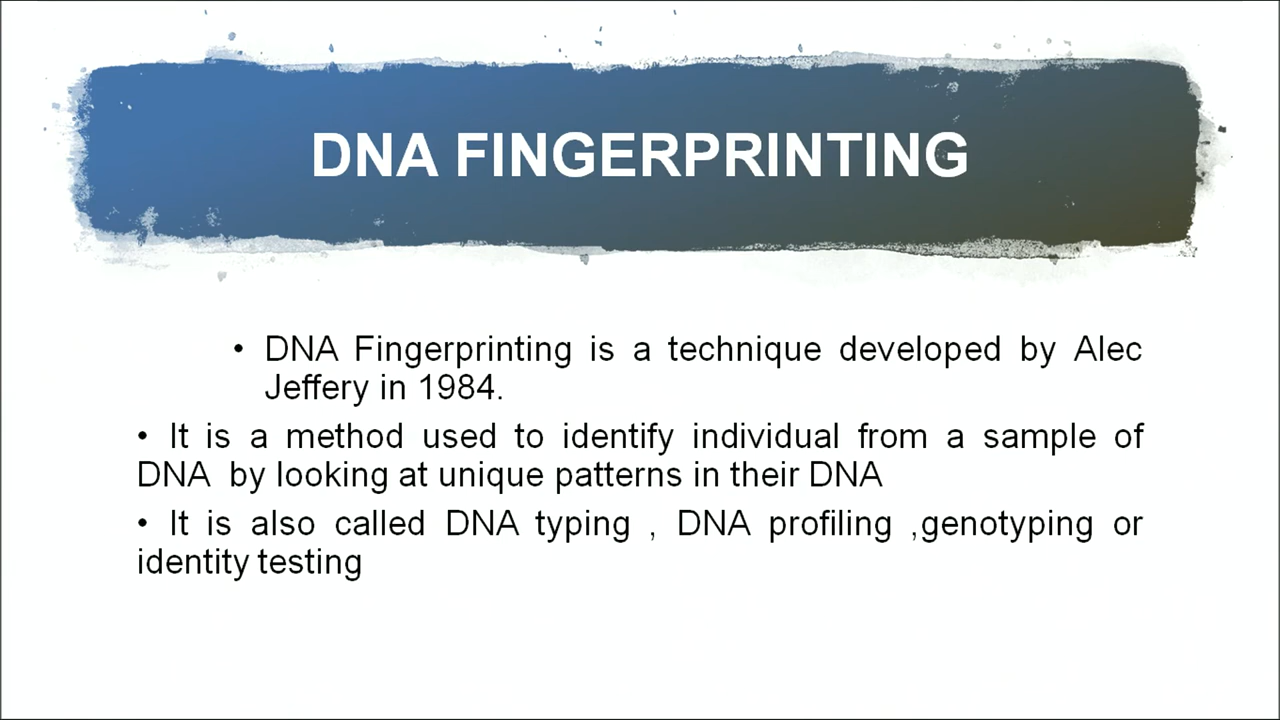 DNA FINGERPRINTING
• DNA Fingerprinting is a technique developed by Alec
Jeffery in 1984.
• It is a method used to identify individual from a sample of
DNA by looking at unique patterns in their DNA
• It is also called DNA typing , DNA profiling ,genotyping or
identity testing